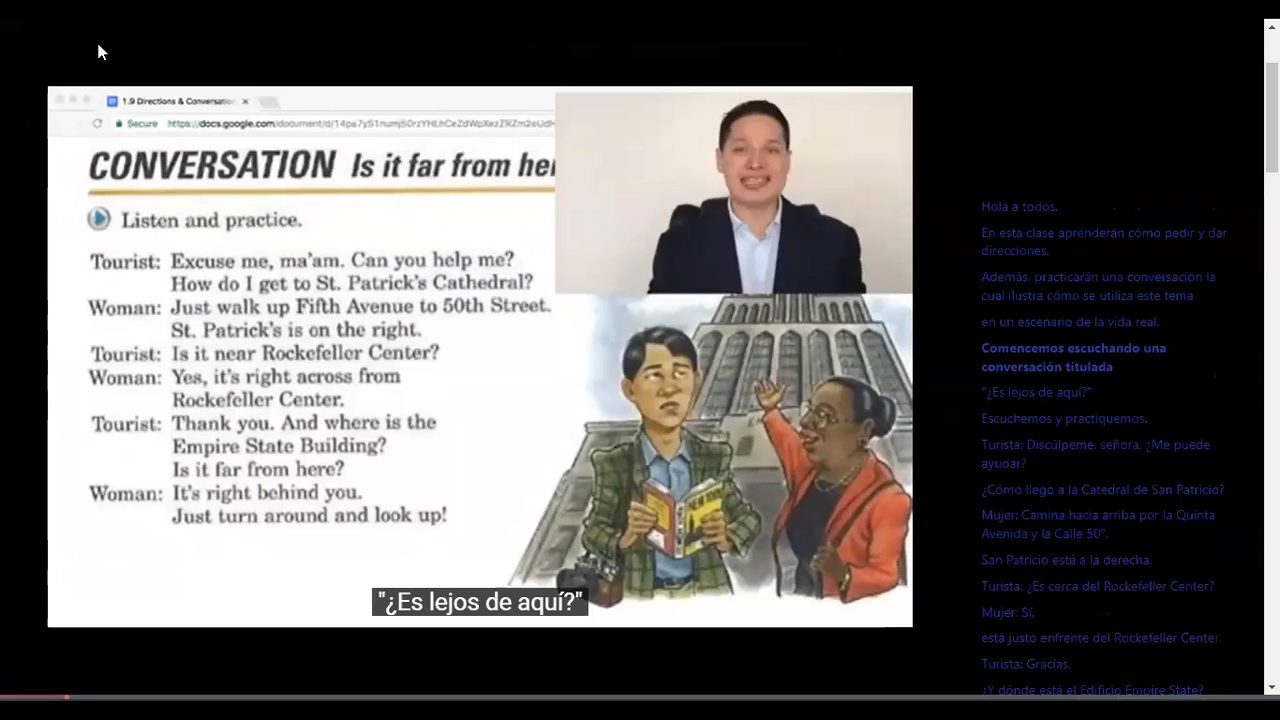 1.9 Directions & Conversatio
Secure
CONVERSATION Is it far from her
Listen and practice.
Tourist: Excuse me, ma'am. Can you help me?
How do I get to St. Patrick's Cathedral?
Woman: Just walk up Fifth Avenue to 50th Street.
St. Patrick's is on the right.
Tourist: Is it near Rockefeller Center?
Woman: Yes, it's right across from
Rockefeller Center.
Tourist: Thank you. And where is the
Empire State Building?
Is it far from here?
Woman: It's right behind you.
Just turn around and look up!
"¿Es lejos de aquí?"
Hola a todos.
En esta clase aprenderán cómo pedir y dar
direcciones.
Además, practicarán una conversación la
cual ilustra cómo se utiliza este tema
en un escenario de la vida real.
Comencemos escuchando una
conversación titulada
"¿Es lejos de aquí?"
Escuchemos y practiquemos.
Turista: Discúlpeme, señora. ¿Me puede
ayudar?
¿Cómo llego a la Catedral de San Patricio?
Mujer: Camina hacia arriba por la Quinta
Avenida y la Calle 50°.
San Patricio está a la derecha.
Turista: ¿Es cerca del Rockefeller Center?
Mujer: Sí,
está justo enfrente del Rockefeller Center.
Turista: Gracias.
¿Y dónde está el Edificio Empire State?